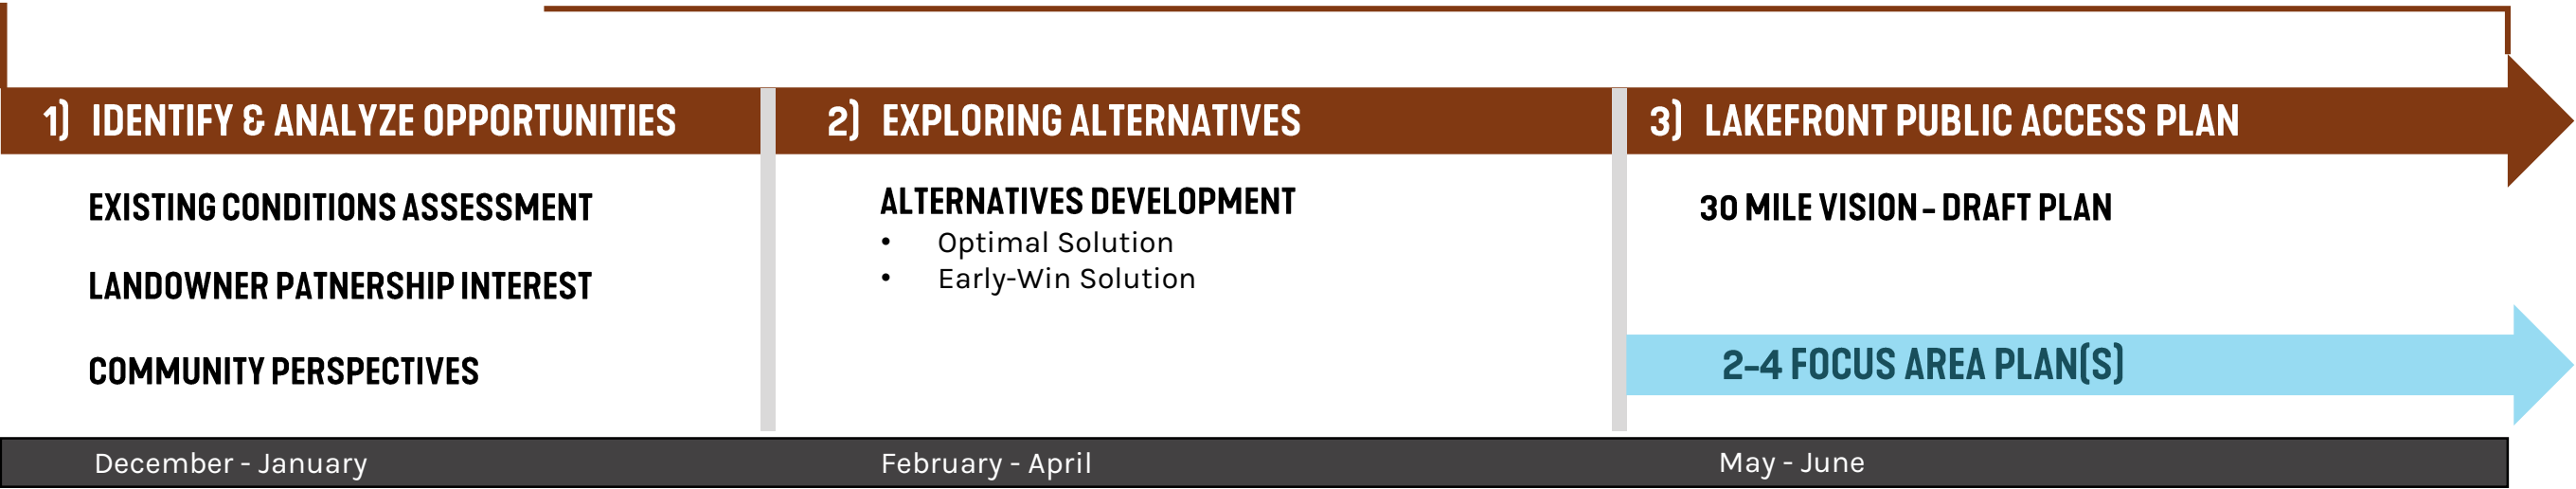 1) IDENTIFY & ANALYZE OPPORTUNITIES
EXISTING CONDITIONS ASSESSMENT
LANDOWNER PATNERSHIP INTEREST
COMMUNITY PERSPECTIVES
December - January
2) EXPLORING ALTERNATIVES
ALTERNATIVES DEVELOPMENT
• Optimal Solution
• Early-Win Solution
February - April
3) LAKEFRONT PUBLIC ACCESS PLAN
30 MILE VISION - DRAFT PLAN
2-4 FOCUS AREA PLAN(S)
May - June